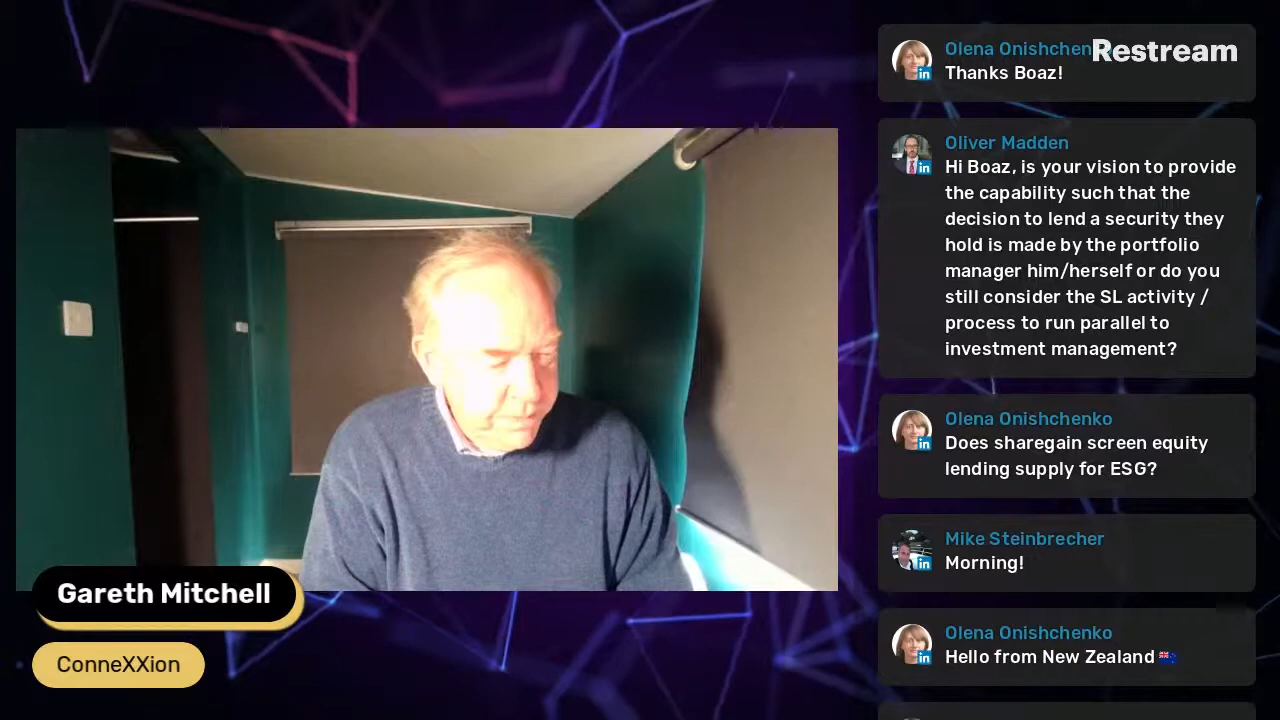 Gareth Mitchell
ConneXXion
Restream
Olena Onishchen
Thanks Boaz!
Oliver Madden
Hi Boaz, is your vision to provide
the capability such that the
decision to lend a security they
hold is made by the portfolio
manager him/herself or do you
still consider the SL activity /
process to run parallel to
investment management?
Olena Onishchenko
Does sharegain screen equity
lending supply for ESG?
Mike Steinbrecher
Morning!
Olena Onishchenko
Hello from New Zealand 🇳🇿